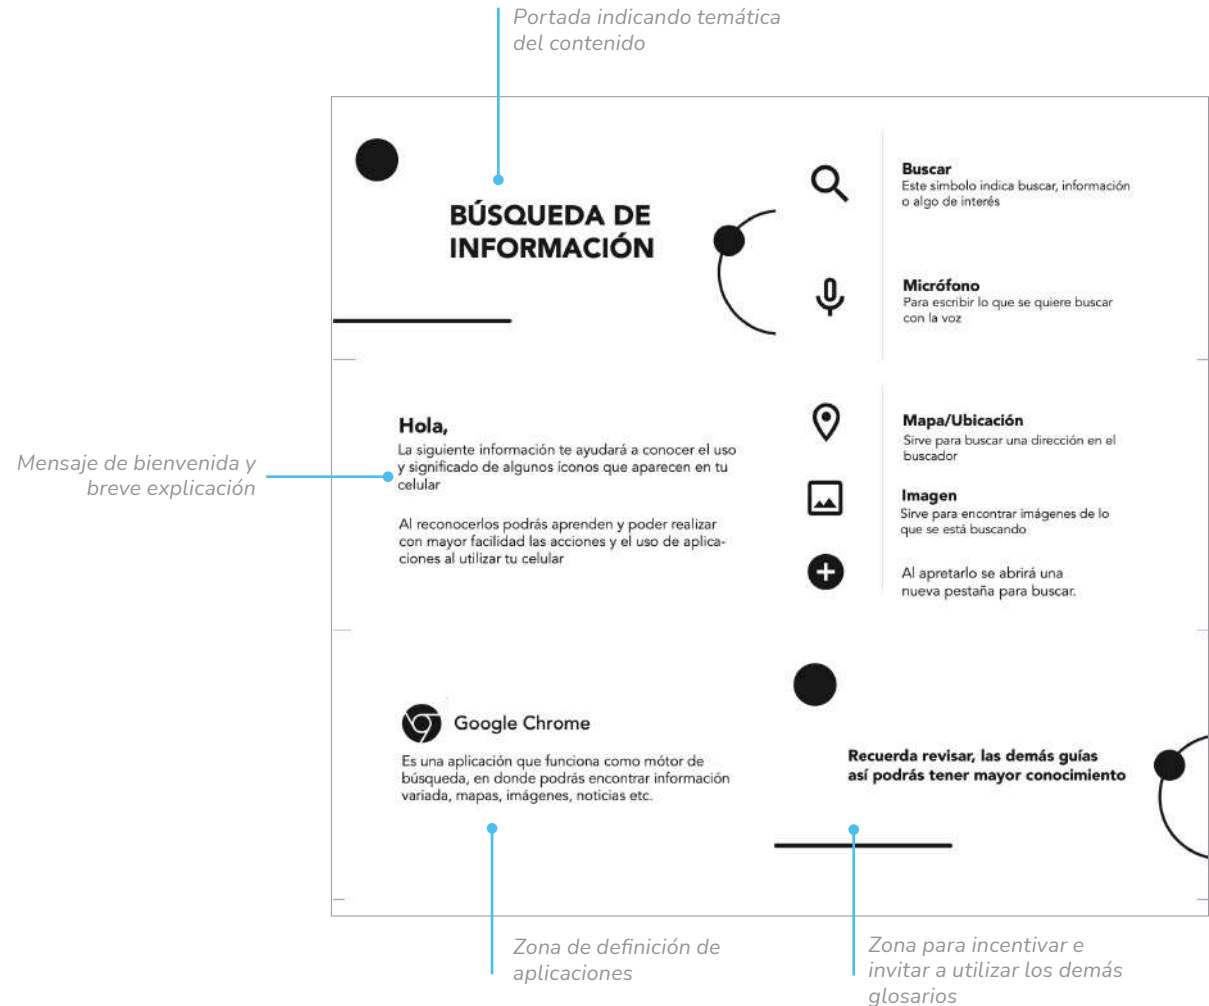 Portada indicando temática
del contenido
BÚSQUEDA DE
INFORMACIÓN
Buscar
Este símbolo indica buscar, información
o algo de interés
Micrófono
Para escribir lo que se quiere buscar
con la voz
Mensaje de bienvenida y
breve explicación
Hola,
La siguiente información te ayudará a conocer el uso
y significado de algunos íconos que aparecen en tu
celular
Al reconocerlos podrás aprenden y poder realizar
con mayor facilidad las acciones y el uso de aplica-
ciones al utilizar tu celular
Mapa/Ubicación
Sirve para buscar una dirección en el
buscador
Imagen
Sirve para encontrar imágenes de lo
que se está buscando
Al apretarlo se abrirá una
nueva pestaña para buscar.
Google Chrome
Es una aplicación que funciona como mótor de
búsqueda, en donde podrás encontrar información
variada, mapas, imágenes, noticias etc.
Recuerda revisar, las demás guías
así podrás tener mayor conocimiento
Zona de definición de
aplicaciones
Zona para incentivar e
invitar a utilizar los demás
glosarios